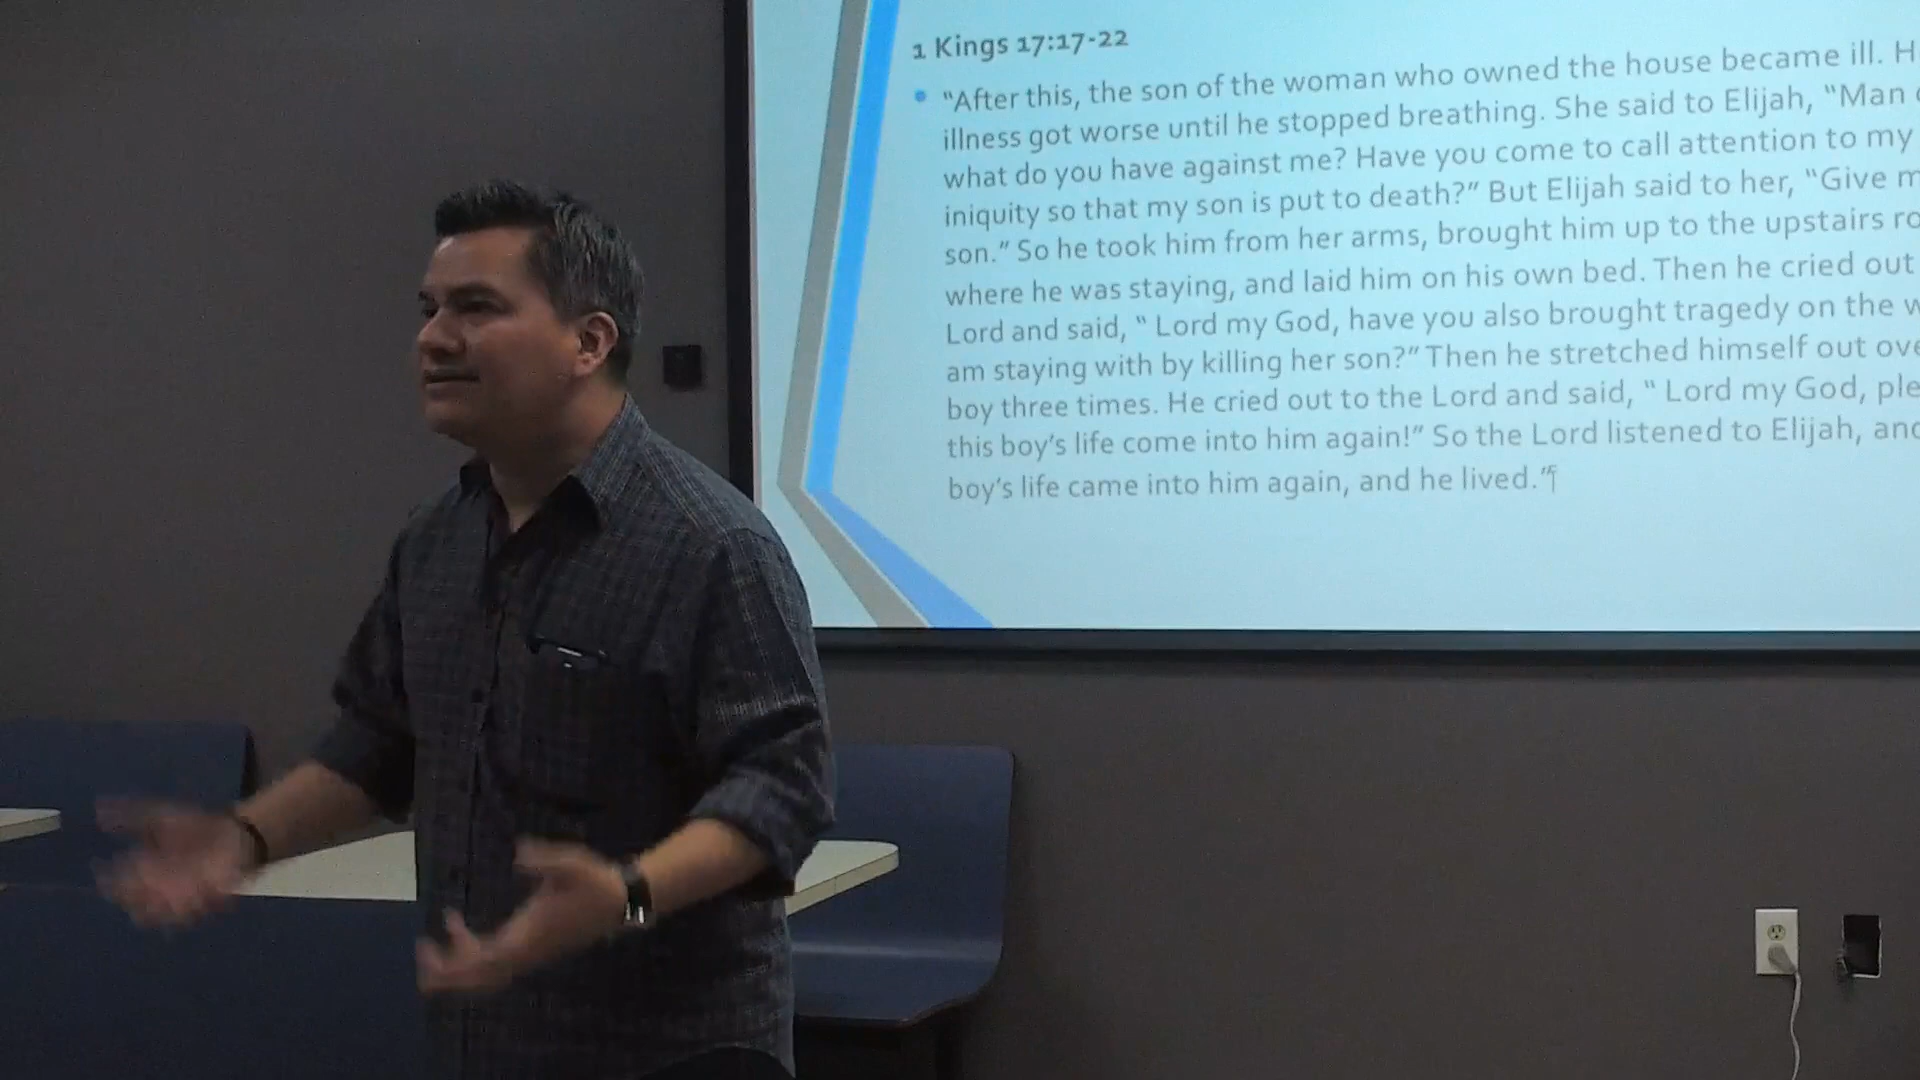 1 Kings 17:17-22
“After this, the son of the woman who owned the house became ill. H
illness got worse until he stopped breathing. She said to Elijah, “Man
what do you have against me? Have you come to call attention to my
iniquity so that my son is put to death?” But Elijah said to her, “Give m
son.” So he took him from her arms, brought him up to the upstairs ro
where he was staying, and laid him on his own bed. Then he cried out
Lord and said, “ Lord my God, have you also brought tragedy on the w
am staying with by killing her son?” Then he stretched himself out ove
boy three times. He cried out to the Lord and said, “ Lord my God, ple
this boy’s life come into him again!” So the Lord listened to Elijah, and
boy’s life came into him again, and he lived.”